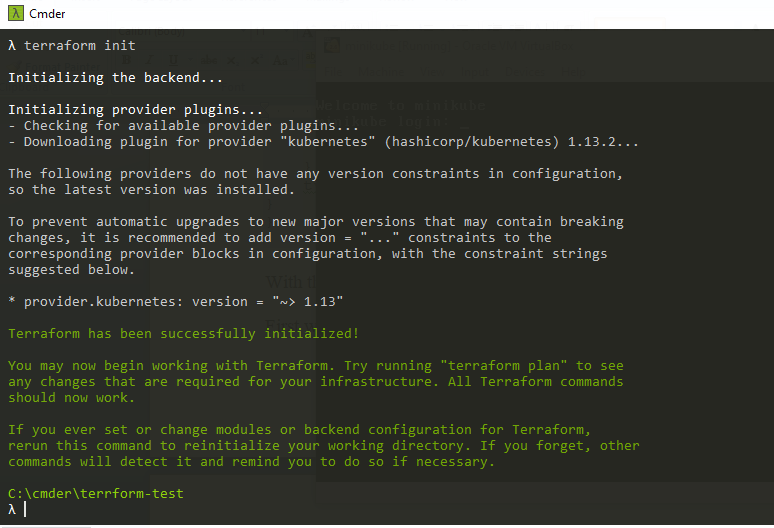 λ Cmder
λ terraform init
Initializing the backend...
Initializing provider plugins...
- Checking for available provider plugins...
- Downloading plugin for provider "kubernetes" (hashicorp/kubernetes) 1.13.2...
The following providers do not have any version constraints in configuration,
so the latest version was installed.
To prevent automatic upgrades to new major versions that may contain breaking
changes, it is recommended to add version = "..." constraints to the
corresponding provider blocks in configuration, with the constraint strings
suggested below.
* provider.kubernetes: version = "~> 1.13"
Terraform has been successfully initialized!
You may now begin working with Terraform. Try running "terraform plan" to see
any changes that are required for your infrastructure. All Terraform commands
should now work.
If you ever set or change modules or backend configuration for Terraform,
rerun this command to reinitialize your working directory. If you forget, other
commands will detect it and remind you to do so if necessary.
C:\cmder\terrform-test
λ